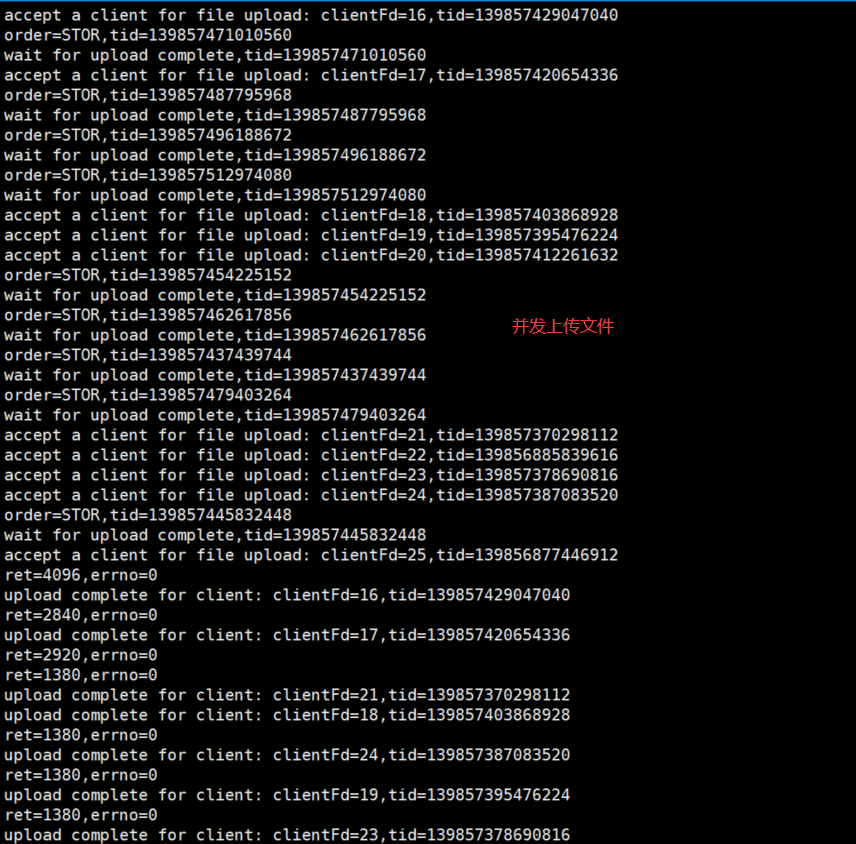 accept a client for file upload: clientFd=16,tid=139857429047040
order=STOR,tid=139857471010560
wait for upload complete,tid=139857471010560
accept a client for file upload: clientFd=17,tid=139857420654336
order=STOR,tid=139857487795968
wait for upload complete,tid=139857487795968
order=STOR,tid=139857496188672
wait for upload complete,tid=139857496188672
order=STOR,tid=139857512974080
wait for upload complete,tid=139857512974080
accept a client for file upload: clientFd=18,tid=139857403868928
accept a client for file upload: clientFd=19,tid=139857395476224
accept a client for file upload: clientFd=20,tid=139857412261632
order=STOR,tid=139857454225152
wait for upload complete,tid=139857454225152
order=STOR,tid=139857462617856
并发上传文件
wait for upload complete,tid=139857462617856
order=STOR,tid=139857437439744
wait for upload complete,tid=139857437439744
order=STOR,tid=139857479403264
wait for upload complete,tid=139857479403264
accept a client for file upload: clientFd=21,tid=139857370298112
accept a client for file upload: clientFd=22,tid=139856885839616
accept a client for file upload: clientFd=23,tid=139857378690816
accept a client for file upload: clientFd=24,tid=139857387083520
order=STOR,tid=139857445832448
wait for upload complete,tid=139857445832448
accept a client for file upload: clientFd=25,tid=139856877446912
ret=4096,errno=0
upload complete for client: clientFd=16,tid=139857429047040
ret=2840,errno=0
upload complete for client: clientFd=17,tid=139857420654336
ret=2920,errno=0
ret=1380,errno=0
upload complete for client: clientFd=21,tid=139857370298112
upload complete for client: clientFd=18,tid=139857403868928
ret=1380,errno=0
upload complete for client: clientFd=24,tid=139857387083520
ret=1380,errno=0
upload complete for client: clientFd=19,tid=139857395476224
ret=1380,errno=0
upload complete for client: clientFd=23,tid=139857378690816